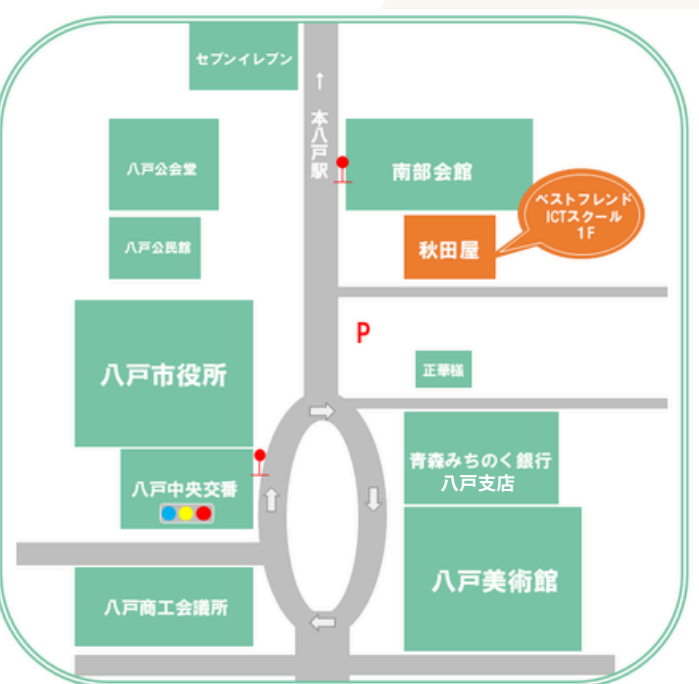 セブンイレブン
↑ 本八戸駅
八戸公会堂
南部会館
ベストフレンド
ICTスクール
1F
八戸公民館
秋田屋
P
八戸市役所
正華様
青森みちのく銀行
八戸支店
八戸中央交番
八戸美術館
八戸商工会議所